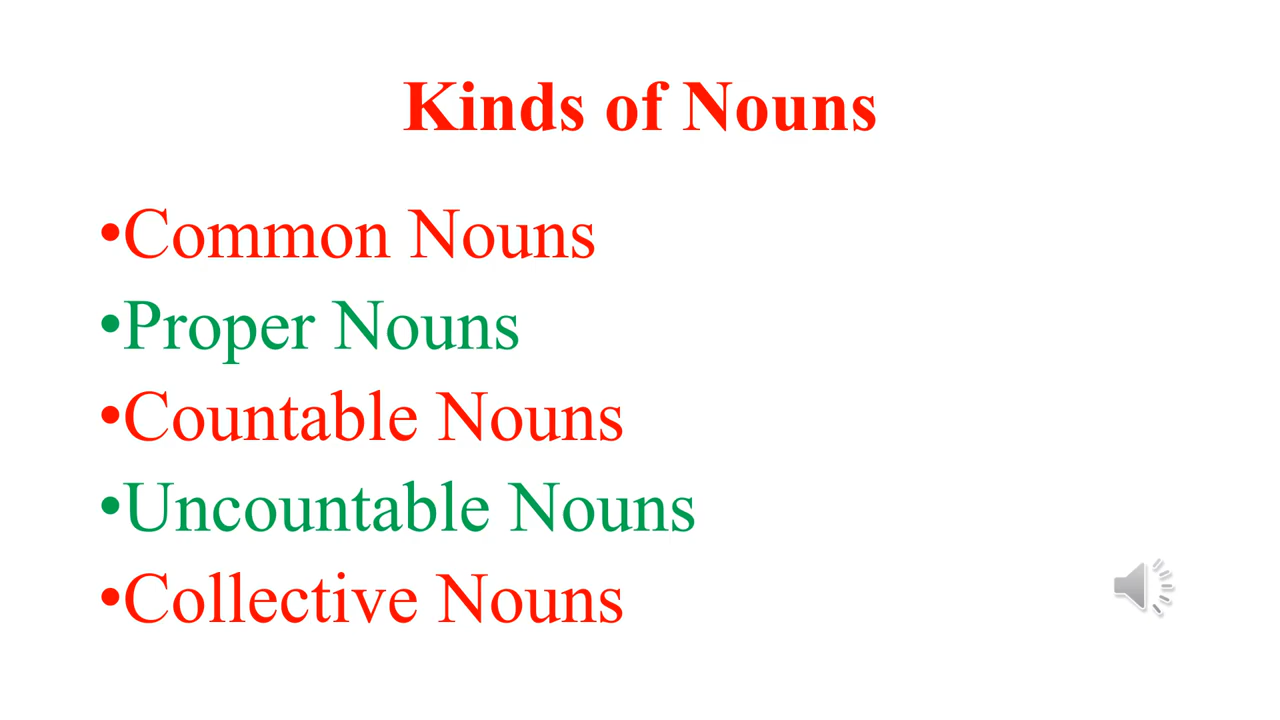 Kinds of Nouns
•Common Nouns
•Proper Nouns
•Countable Nouns
•Uncountable Nouns
•Collective Nouns